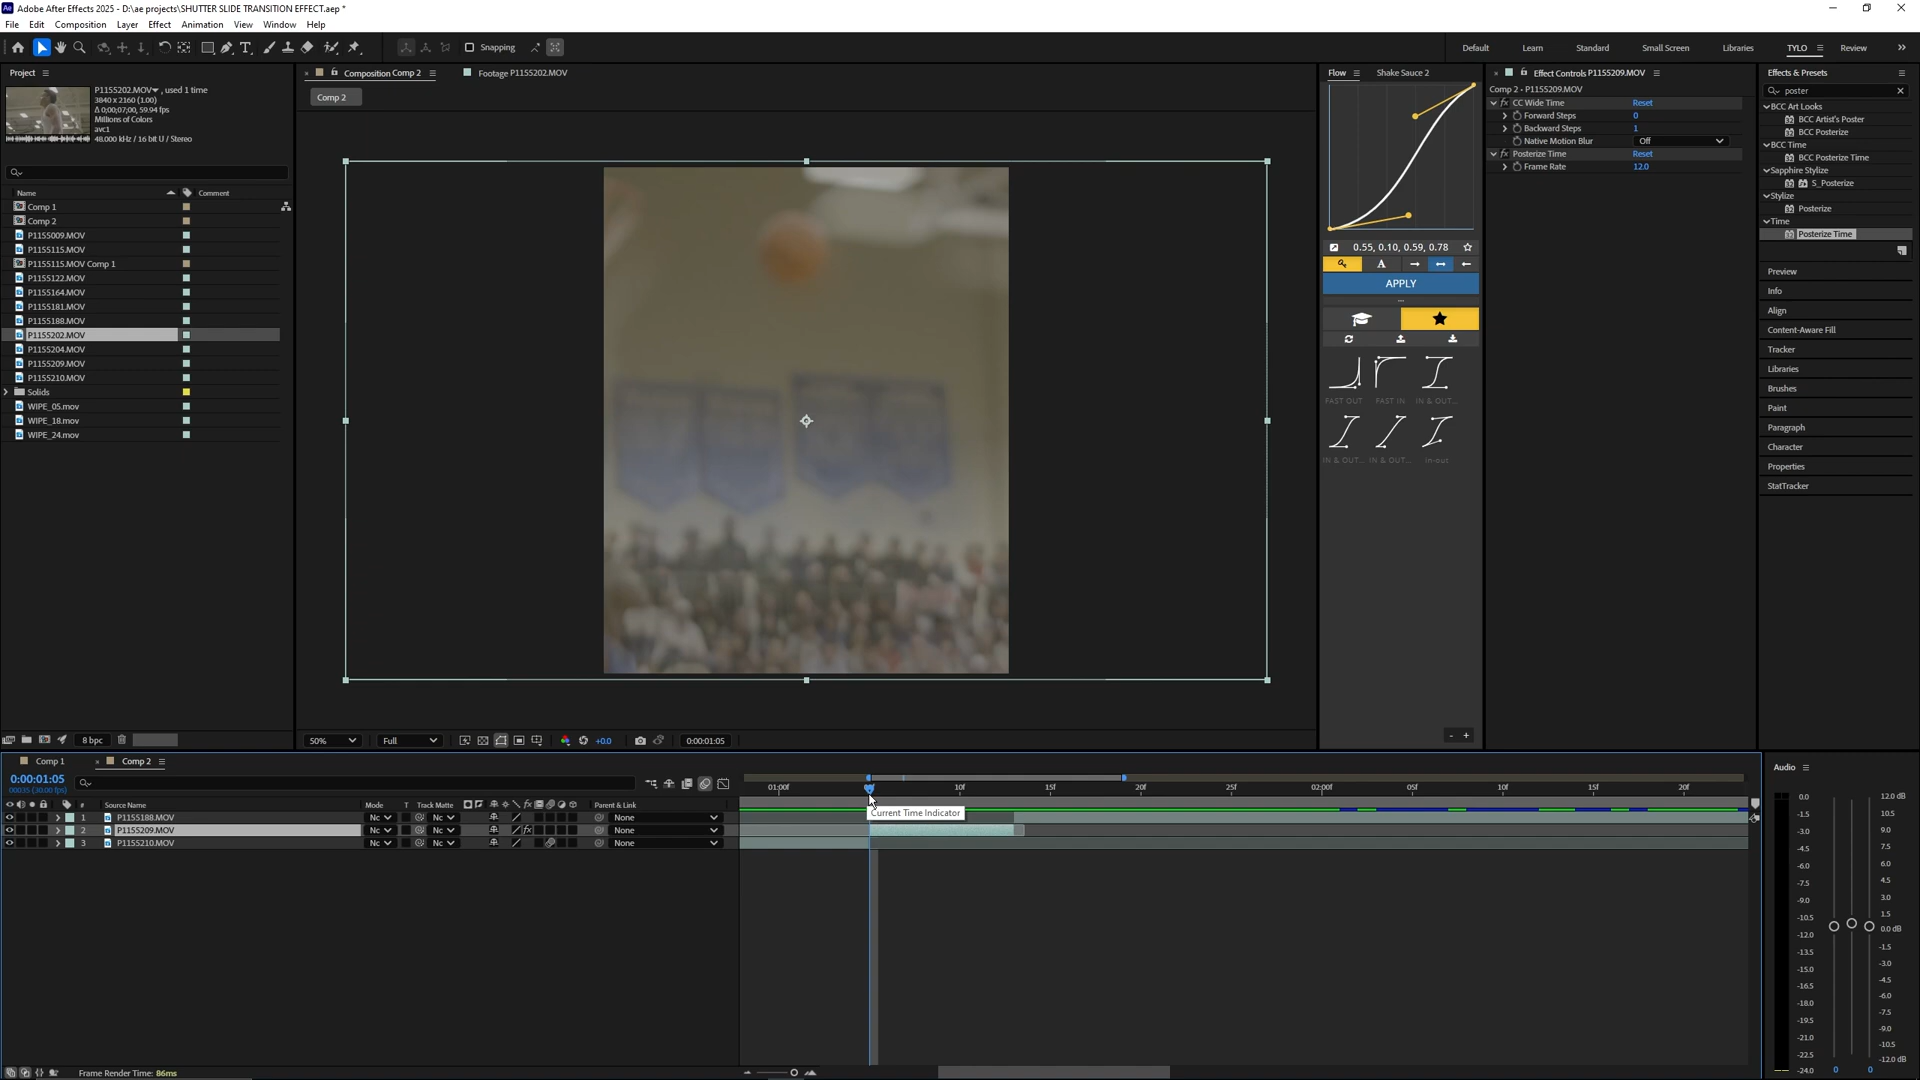 Adobe After Effects 2025 - D:\ae projects\SHUTTER SLIDE TRANSITION EFFECT.aep *
File Edit Composition Layer Effect Animation View Window Help
Snapping
Default Learn Standard Small Screen Libraries TYLO Review
Project
P1155202.MOV, used 1 time
3840 x 2160 (1.00)
Δ 0;00;07;00, 59.94 fps
Millions of Colors
avc1
48.000 kHz / 16 bit U / Stereo
Name Comment
Comp 1
Comp 2
P1155009.MOV
P1155115.MOV
P1155115.MOV Comp 1
P1155122.MOV
P1155164.MOV
P1155181.MOV
P1155188.MOV
P1155202.MOV
P1155204.MOV
P1155209.MOV
P1155210.MOV
Solids
WIPE_05.mov
WIPE_18.mov
WIPE_24.mov
8 bpc
Composition Comp 2 Footage P1155202.MOV
Comp 2
50% Full +0.0 0:00:01:05
Flow Shake Sauce 2
0.55, 0.10, 0.59, 0.78
A
APPLY
...
FAST OUT FAST IN IN & OUT...
IN & OUT... IN & OUT... in-out
- +
Effect Controls P1155209.MOV
Comp 2 • P1155209.MOV
fx CC Wide Time Reset
Forward Steps 0
Backward Steps 1
Native Motion Blur Off
fx Posterize Time Reset
Frame Rate 12.0
Effects & Presets
poster
BCC Art Looks
BCC Artist's Poster
BCC Posterize
BCC Time
BCC Posterize Time
Sapphire Stylize
S_Posterize
Stylize
Posterize
Time
Posterize Time
Preview
Info
Align
Content-Aware Fill
Tracker
Libraries
Brushes
Paint
Paragraph
Character
Properties
StatTracker
Comp 1 Comp 2
0:00:01:05
00035 (30.00 fps)
# Source Name Mode T Track Matte Parent & Link
1 P1155188.MOV Nc Nc None
2 P1155209.MOV Nc Nc fx None
3 P1155210.MOV Nc Nc None
01:00f 10f 15f 20f 25f 02:00f 05f 10f 15f 20f
Current Time Indicator
Frame Render Time: 86ms
Audio
0.0 12.0 dB
-1.5 10.5
-3.0 9.0
-4.5 7.5
-6.0 6.0
-7.5 4.5
-9.0 3.0
-10.5 1.5
-12.0 0.0 dB
-13.5 -1.5
-15.0 -3.0
-16.5 -4.5
-18.0 -6.0
-19.5 -7.5
-21.0 -9.0
-22.5 -10.5
-24.0 0 0 -12.0 dB